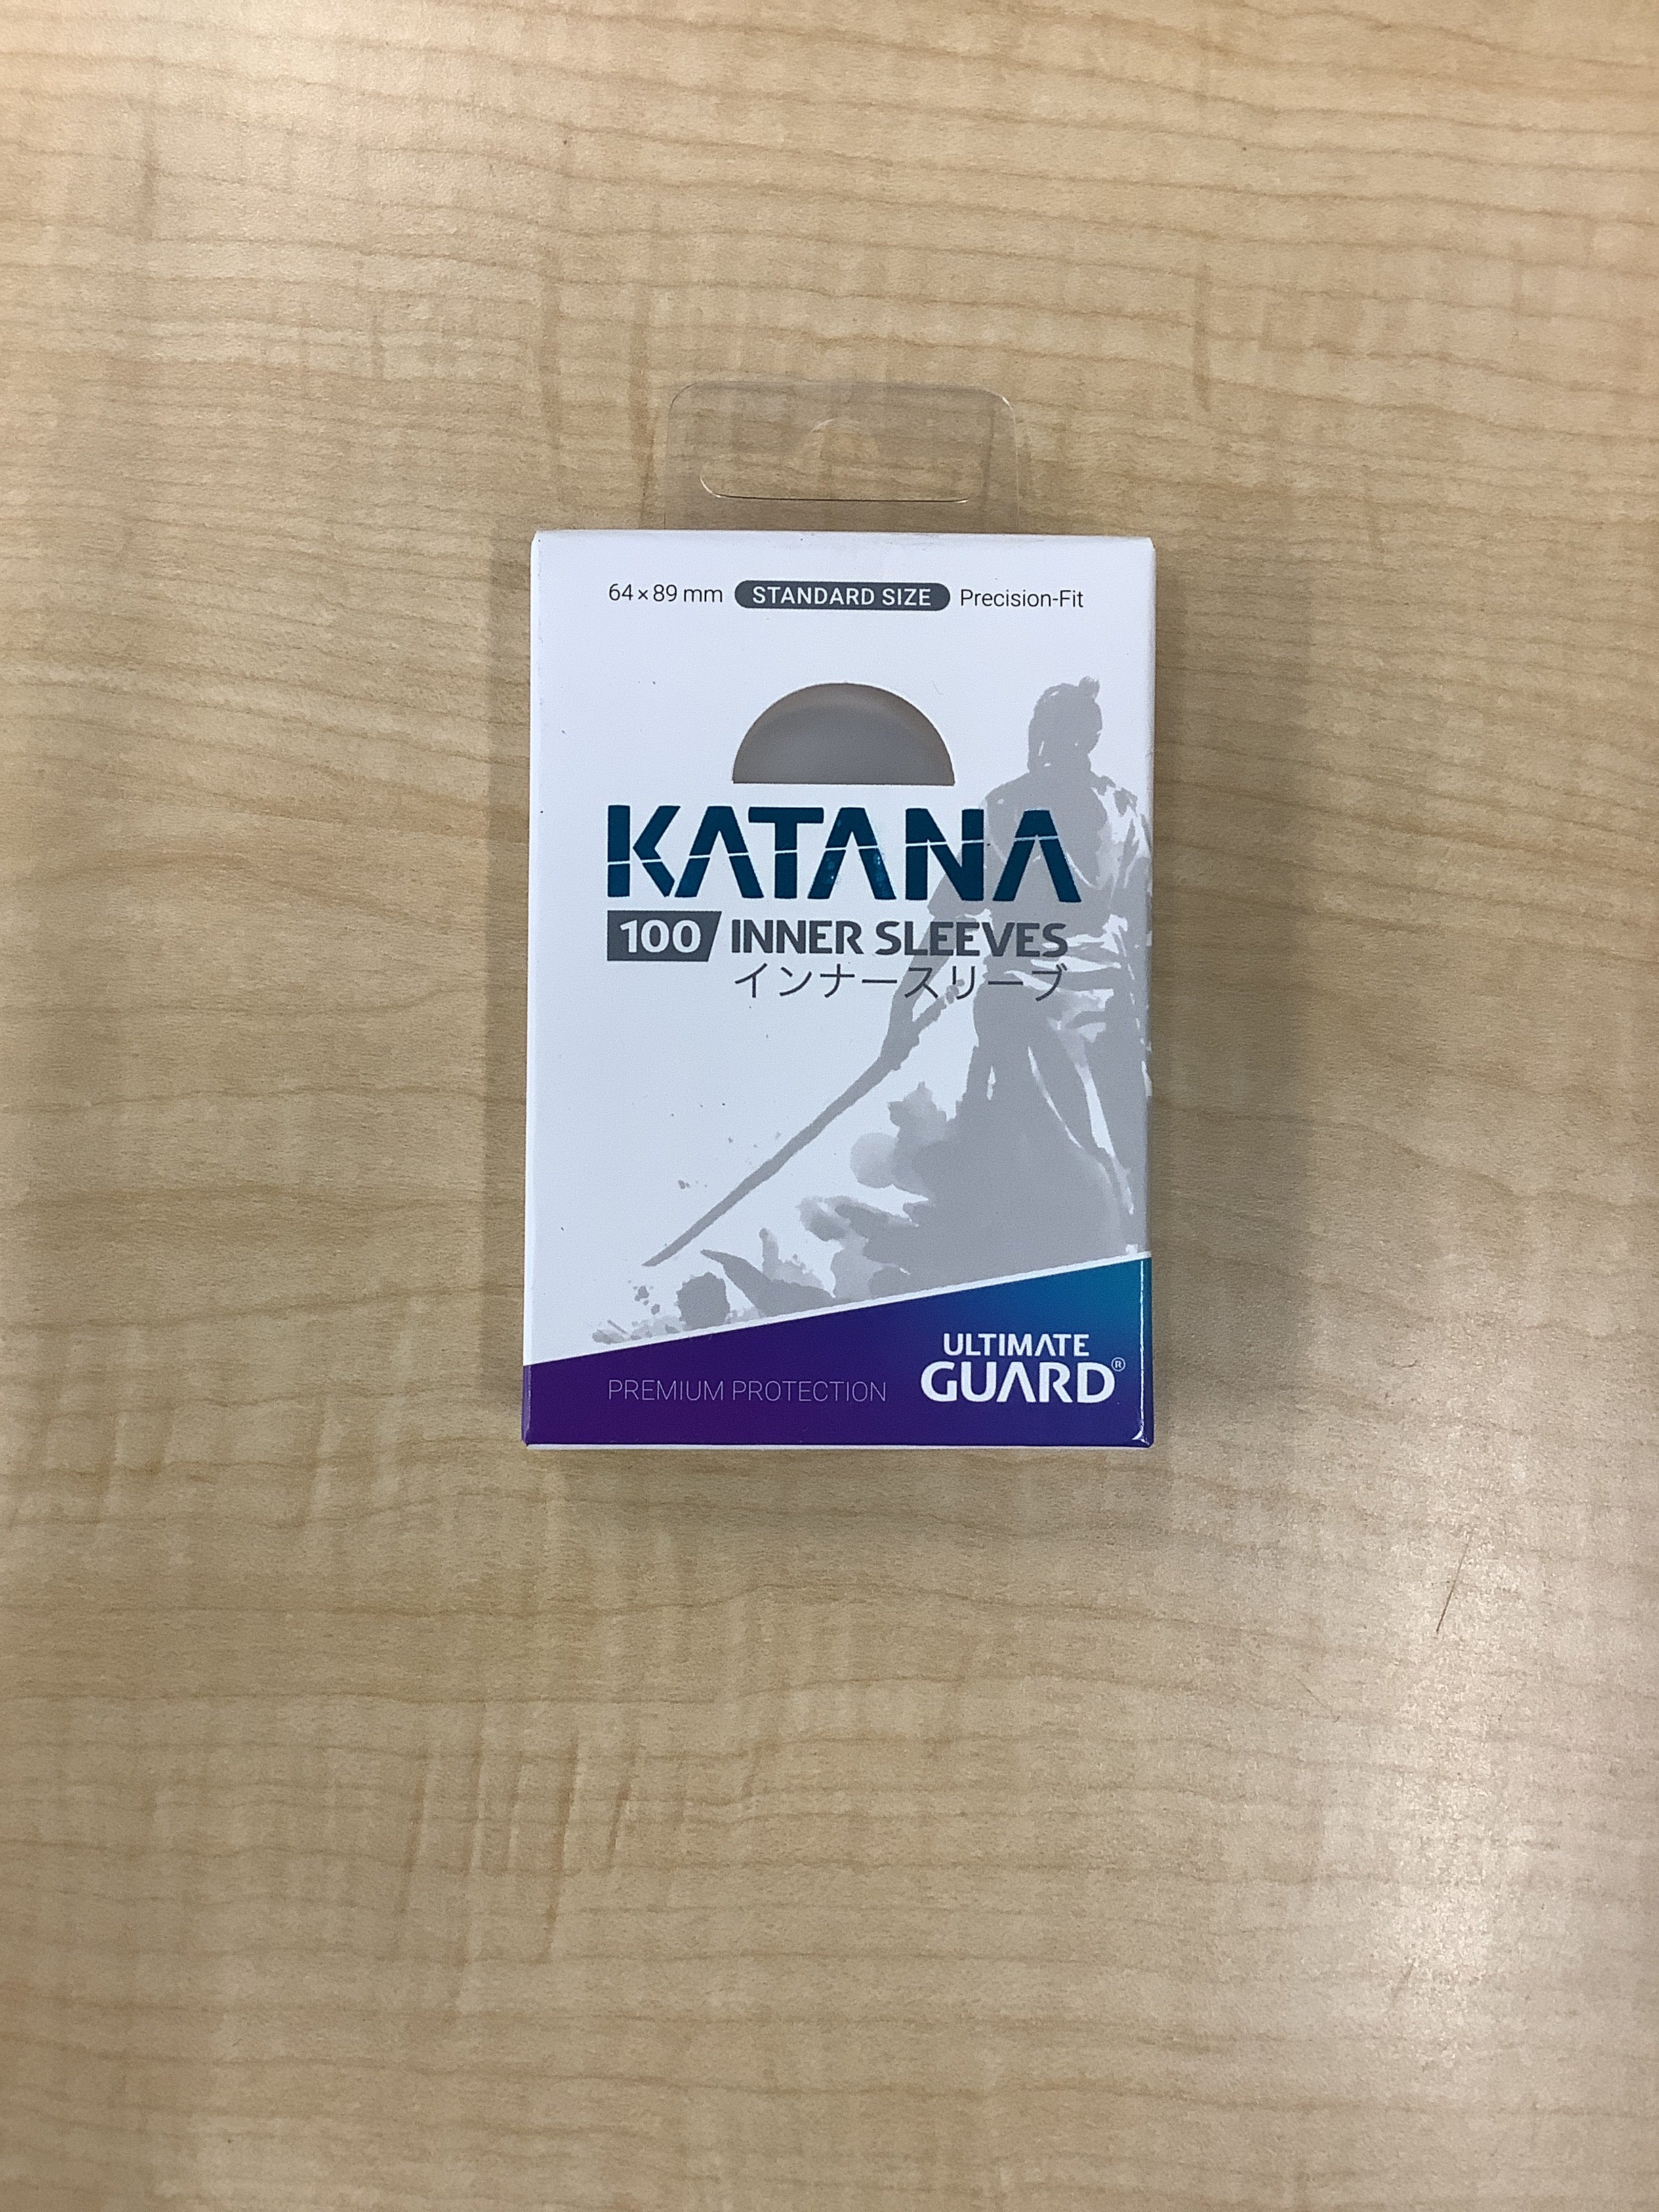 64×89 mm STANDARD SIZE Precision-Fit
KATANA
100 INNER SLEEVES
インナースリーブ
ULTIMATE
GUARD®
PREMIUM PROTECTION